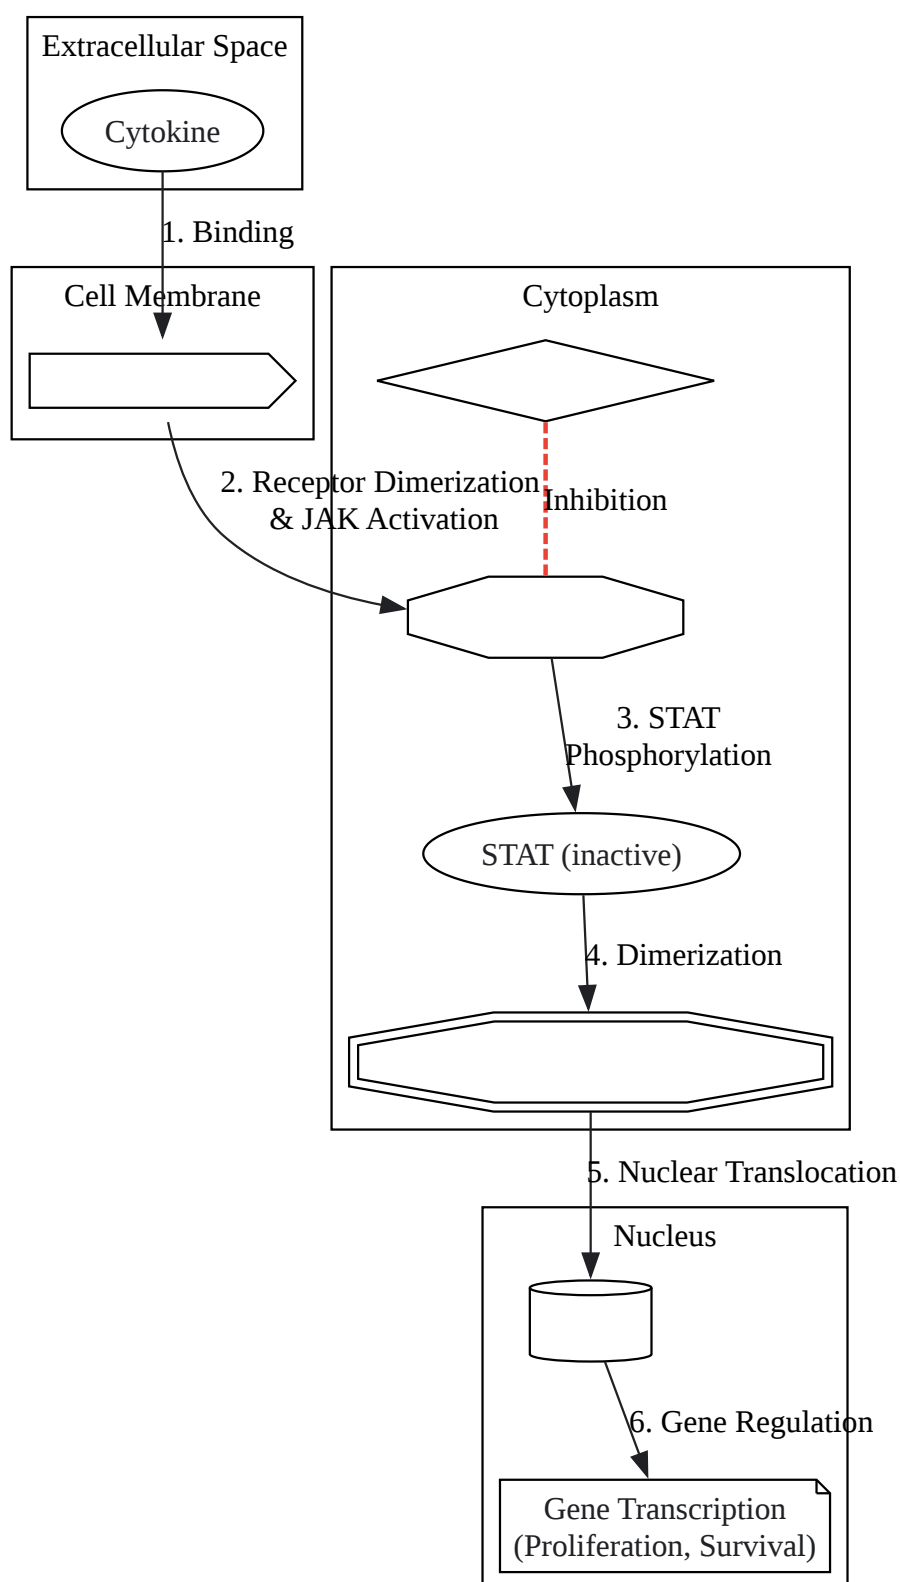 Extracellular Space
Cytokine
1. Binding
Cell Membrane
Cytoplasm
2. Receptor Dimerization
& JAK Activation
Inhibition
3. STAT
Phosphorylation
STAT (inactive)
4. Dimerization
5. Nuclear Translocation
Nucleus
6. Gene Regulation
Gene Transcription
(Proliferation, Survival)